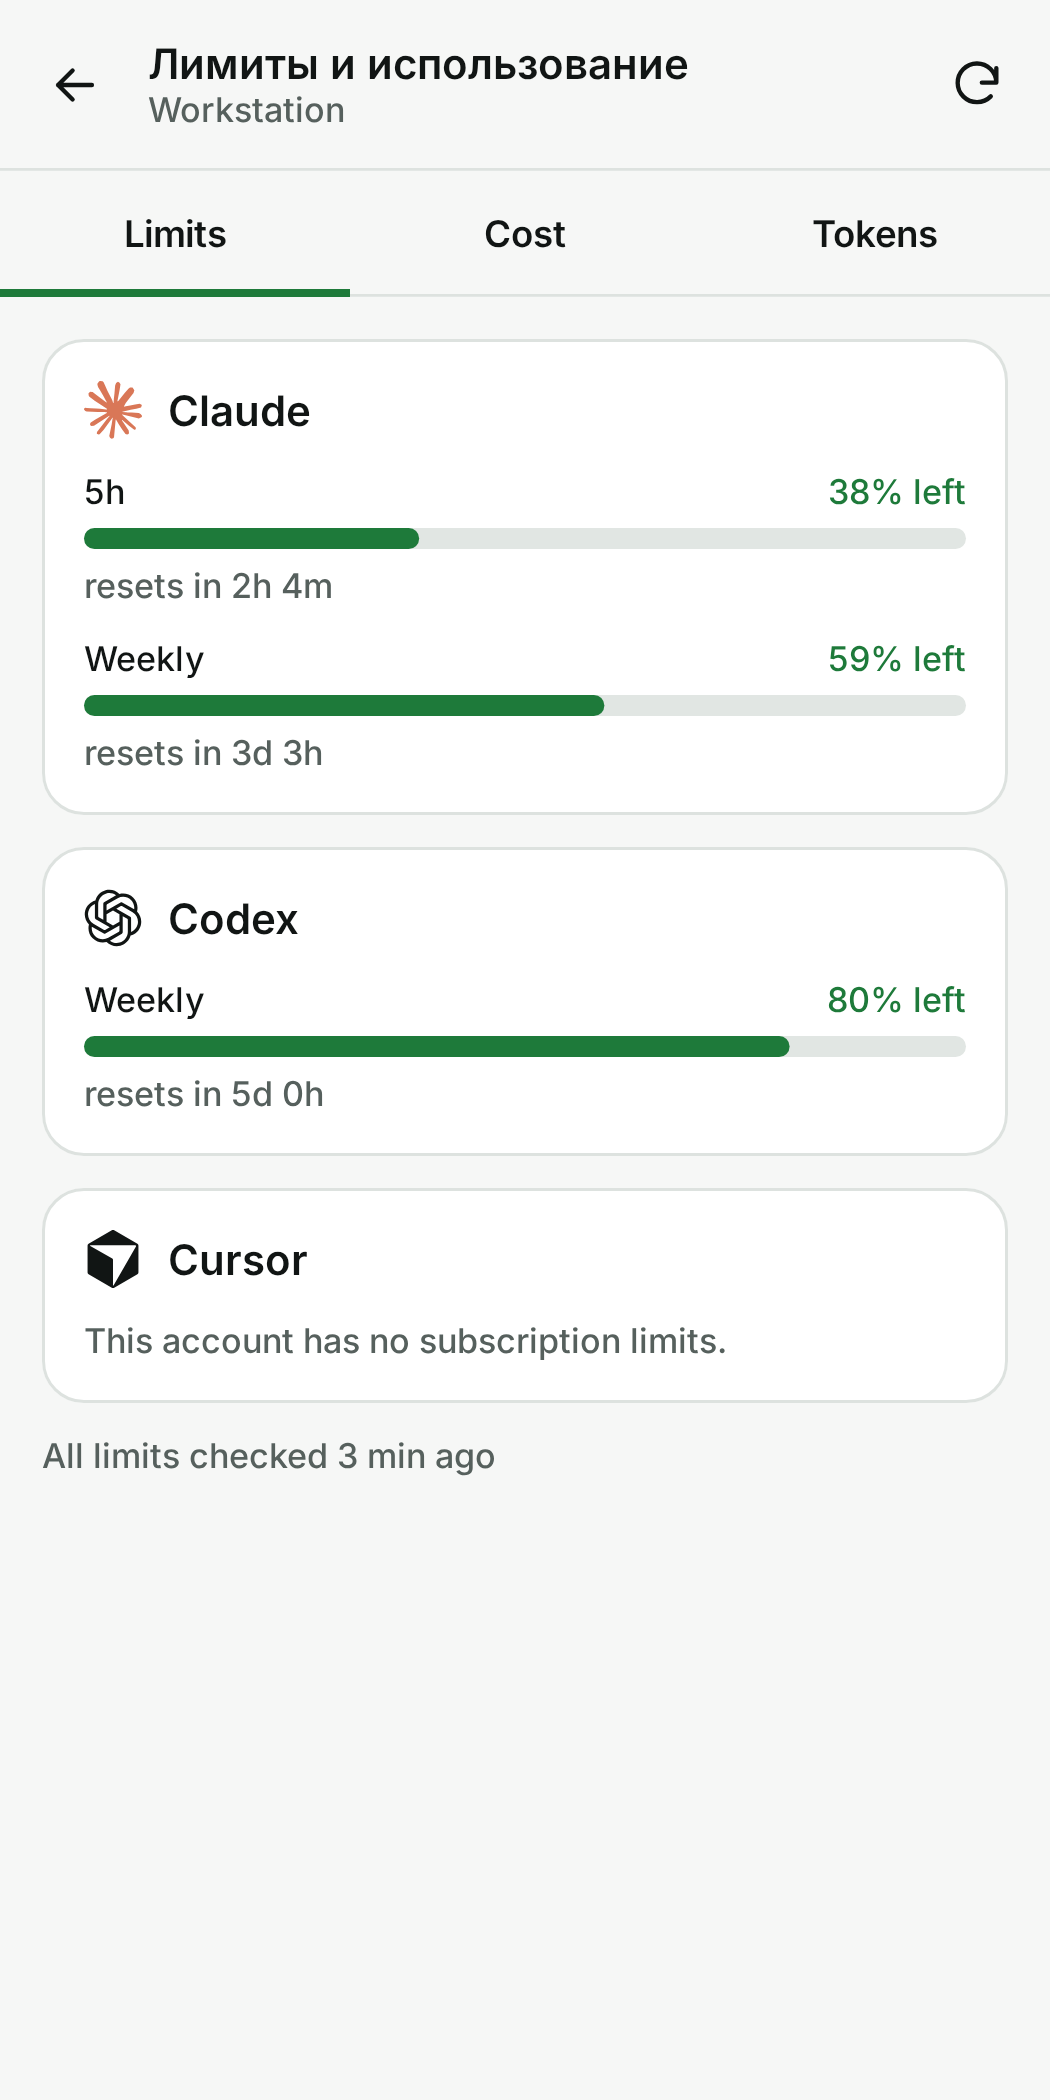 Лимиты и использование
Workstation
Limits
Cost
Tokens
Claude
5h
38% left
resets in 2h 4m
Weekly
59% left
resets in 3d 3h
Codex
Weekly
80% left
resets in 5d 0h
Cursor
This account has no subscription limits.
All limits checked 3 min ago